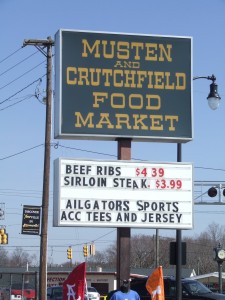 MUSTEN
AND
CRUTCHFIELD
FOOD
MARKET
BEEF RIBS $4 39
SIRLOIN STEAK $3.99
AILGATORS SPORTS
ACC TEES AND JERSEY